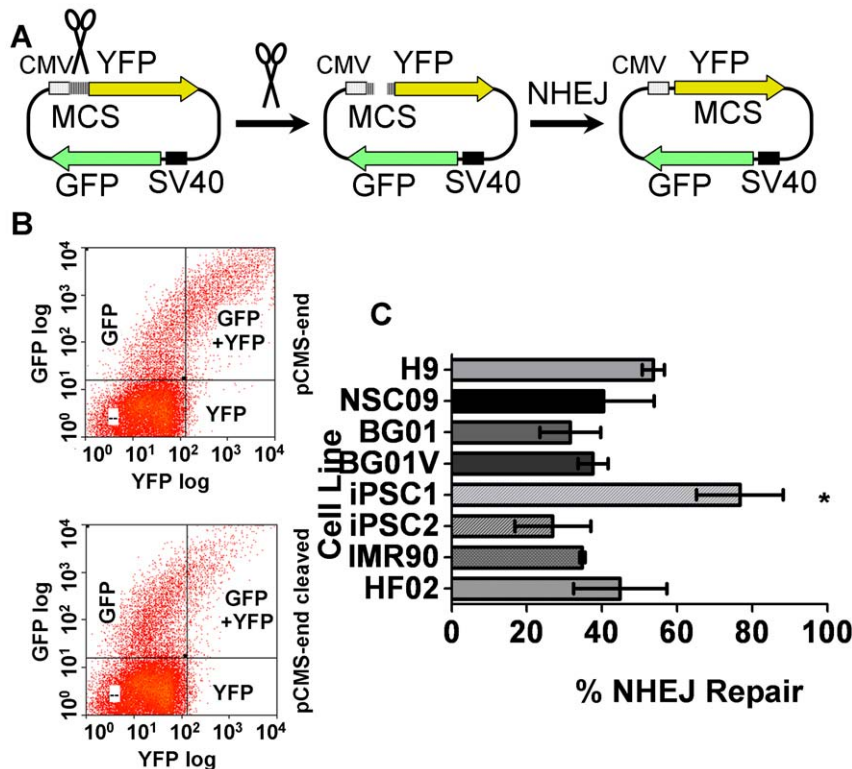 A
CMV YFP
MCS
GFP SV40
CMV YFP
MCS
GFP SV40
NHEJ
CMV YFP
MCS
GFP SV40
B
GFP log
10⁴
10³
10²
10¹
10⁰
GFP
GFP
+YFP
--
YFP
10⁰ 10¹ 10² 10³ 10⁴
YFP log
pCMS-end
GFP log
10⁴
10³
10²
10¹
10⁰
GFP
GFP
+YFP
--
YFP
10⁰ 10¹ 10² 10³ 10⁴
YFP log
pCMS-end cleaved
C
Cell Line
H9
NSC09
BG01
BG01V
iPSC1
*
iPSC2
IMR90
HF02
0 20 40 60 80 100
% NHEJ Repair